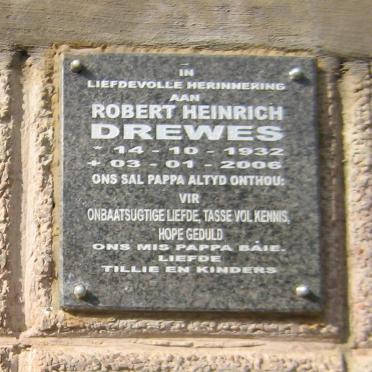 IN
LIEFDEVOLLE HERINNERING
AAN
ROBERT HEINRICH
DREWES
* 14 - 10 - 1932
+ 03 - 01 - 2006
ONS SAL PAPPA ALTYD ONTHOU:
VIR
ONBAATSUGTIGE LIEFDE, TASSE VOL KENNIS,
HOPE GEDULD
ONS MIS PAPPA BAIE.
LIEFDE
TILLIE EN KINDERS